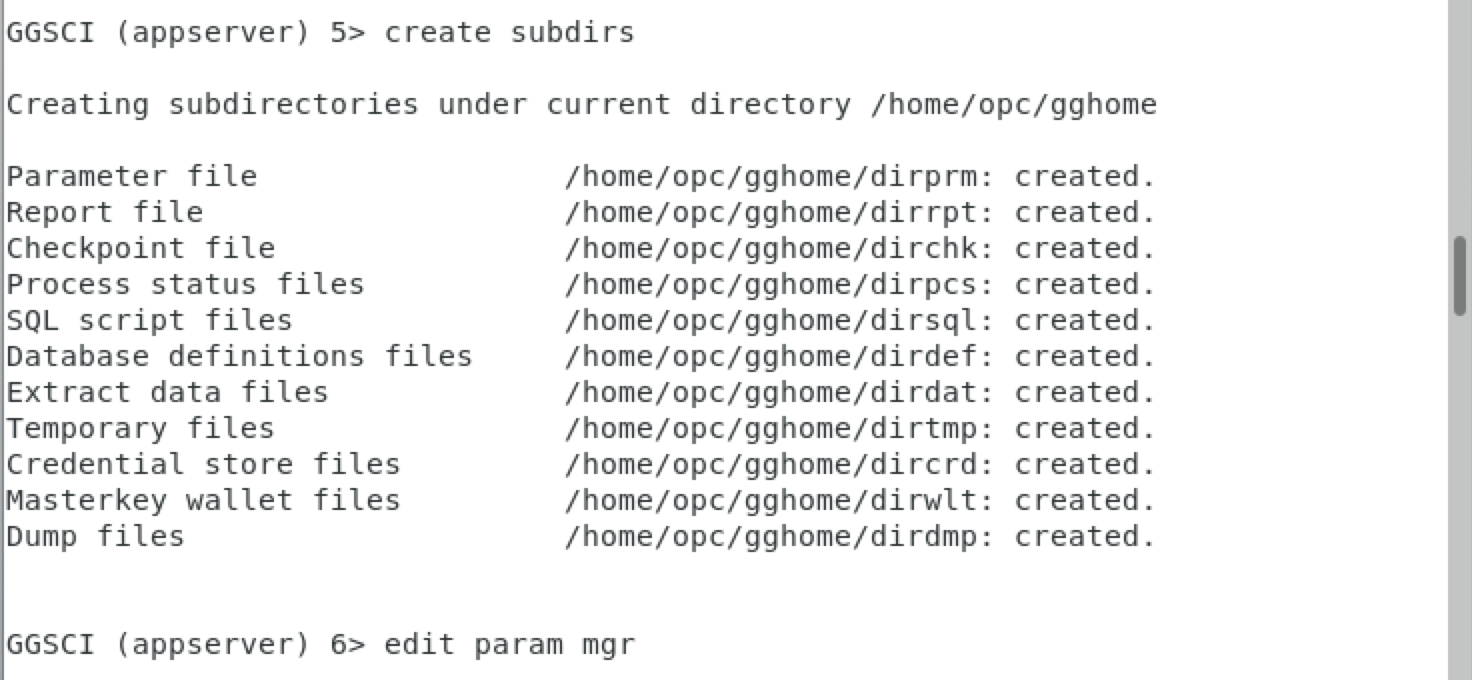 GGSCI (appserver) 5> create subdirs
Creating subdirectories under current directory /home/opc/gghome
Parameter file                 /home/opc/gghome/dirprm: created.
Report file                    /home/opc/gghome/dirrpt: created.
Checkpoint file                /home/opc/gghome/dirchk: created.
Process status files           /home/opc/gghome/dirpcs: created.
SQL script files               /home/opc/gghome/dirsql: created.
Database definitions files     /home/opc/gghome/dirdef: created.
Extract data files             /home/opc/gghome/dirdat: created.
Temporary files                /home/opc/gghome/dirtmp: created.
Credential store files         /home/opc/gghome/dircrd: created.
Masterkey wallet files         /home/opc/gghome/dirwlt: created.
Dump files                     /home/opc/gghome/dirdmp: created.
GGSCI (appserver) 6> edit param mgr